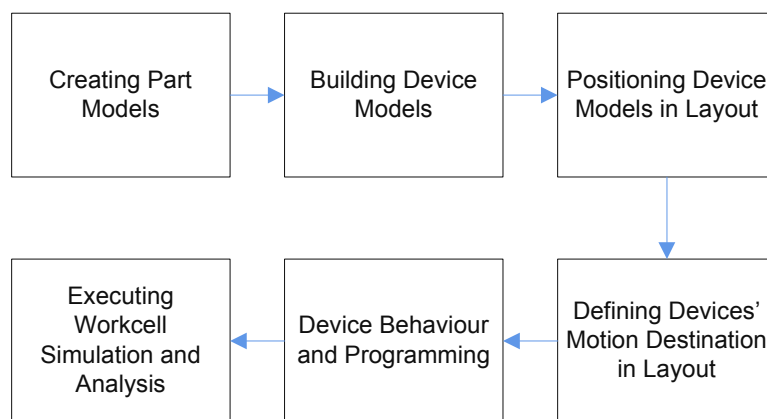 Creating Part
Models
Building Device
Models
Positioning Device
Models in Layout
Defining Devices’
Motion Destination
in Layout
Device Behaviour
and Programming
Executing
Workcell
Simulation and
Analysis